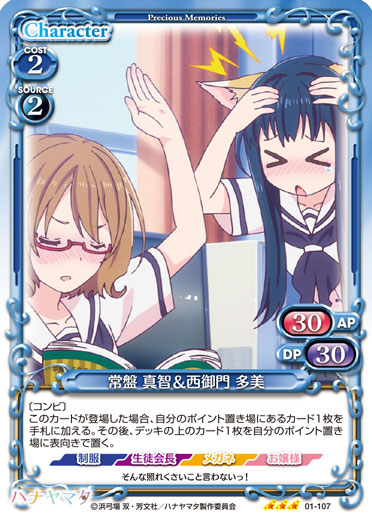 Precious Memories
Character
COST
2
SOURCE
2
30 AP
DP 30
常盤 真智&西御門 多美
[コンビ]
このカードが登場した場合、自分のポイント置き場にあるカード1枚を
手札に加える。その後、デッキの上のカード1枚を自分のポイント置き
場に表向きで置く。
制服 生徒会長 メガネ お嬢様
そんな照れくさいこと言わないっ!
ハナヤマタ
©浜弓場 双・芳文社/ハナヤマタ製作委員会 01-107